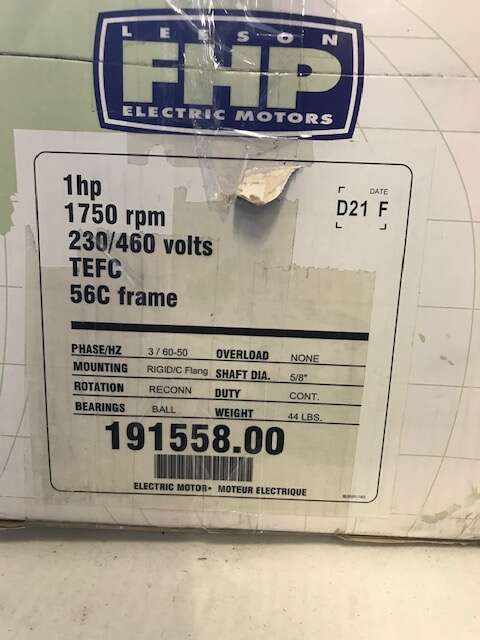 LEESON
FHP
ELECTRIC MOTORS
1hp
1750 rpm
230/460 volts
TEFC
56C frame
DATE
D21 F
PHASE/HZ 3 / 60-50 OVERLOAD NONE
MOUNTING RIGID/C Flang SHAFT DIA. 5/8"
ROTATION RECONN DUTY CONT.
BEARINGS BALL WEIGHT 44 LBS.
191558.00
ELECTRIC MOTOR• MOTEUR ELECTRIQUE